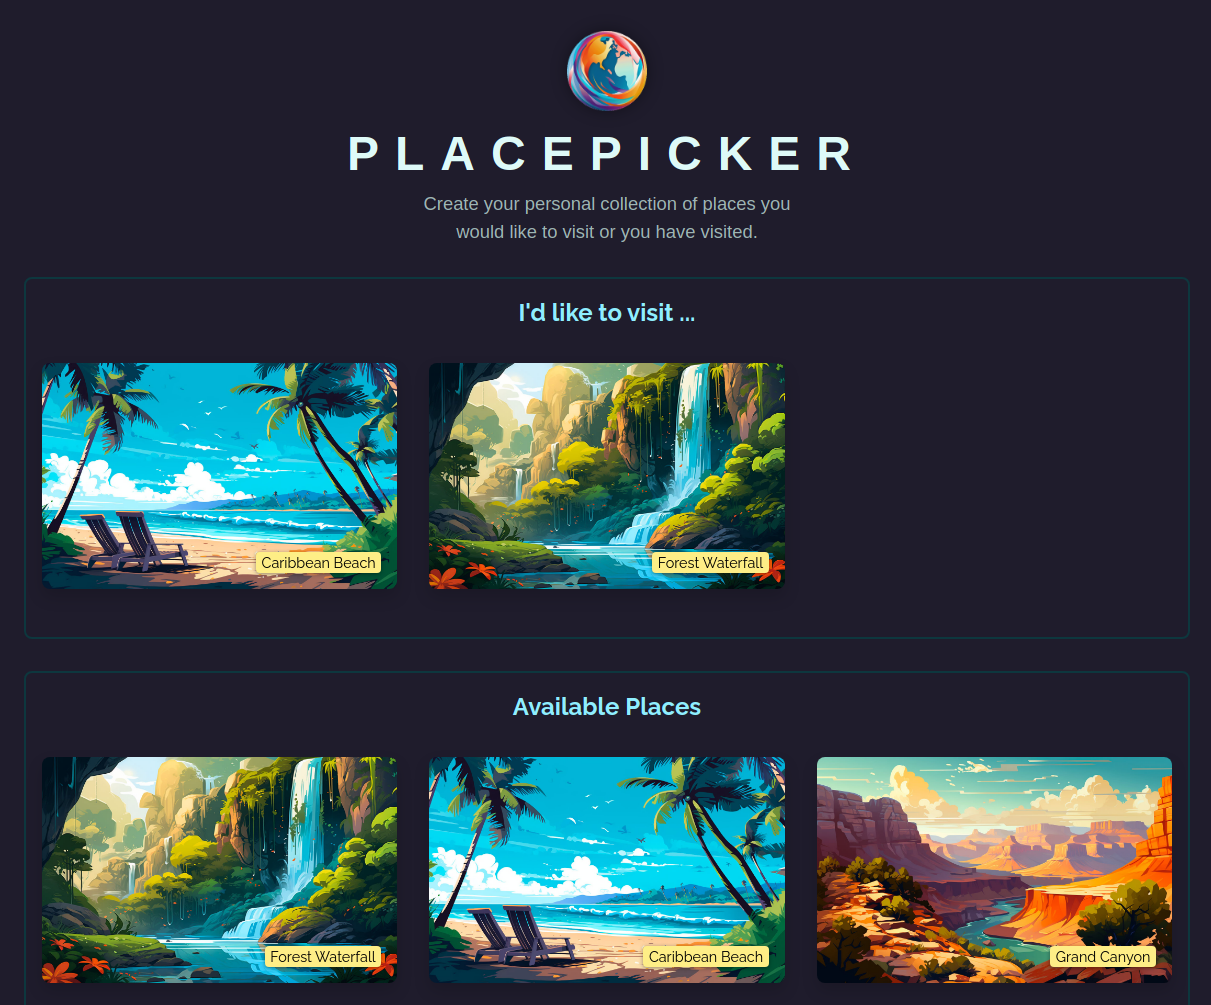 PLACEPICKER
Create your personal collection of places you
would like to visit or you have visited.
I'd like to visit ...
Caribbean Beach
Forest Waterfall
Available Places
Forest Waterfall
Caribbean Beach
Grand Canyon